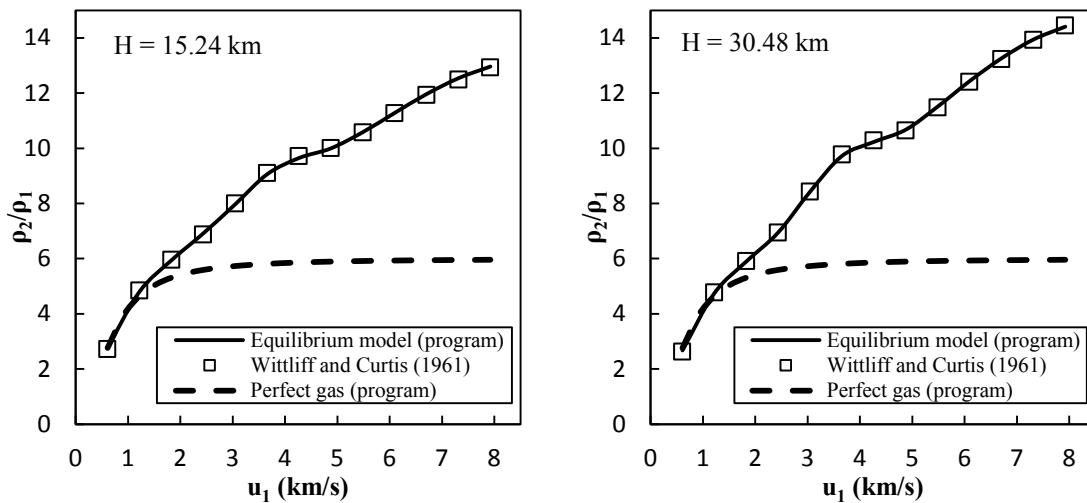 H = 15.24 km
ρ2/ρ1
14
12
10
8
6
4
2
0
Equilibrium model (program)
Wittliff and Curtis (1961)
Perfect gas (program)
0 1 2 3 4 5 6 7 8
u1 (km/s)
H = 30.48 km
ρ2/ρ1
14
12
10
8
6
4
2
0
Equilibrium model (program)
Wittliff and Curtis (1961)
Perfect gas (program)
0 1 2 3 4 5 6 7 8
u1 (km/s)